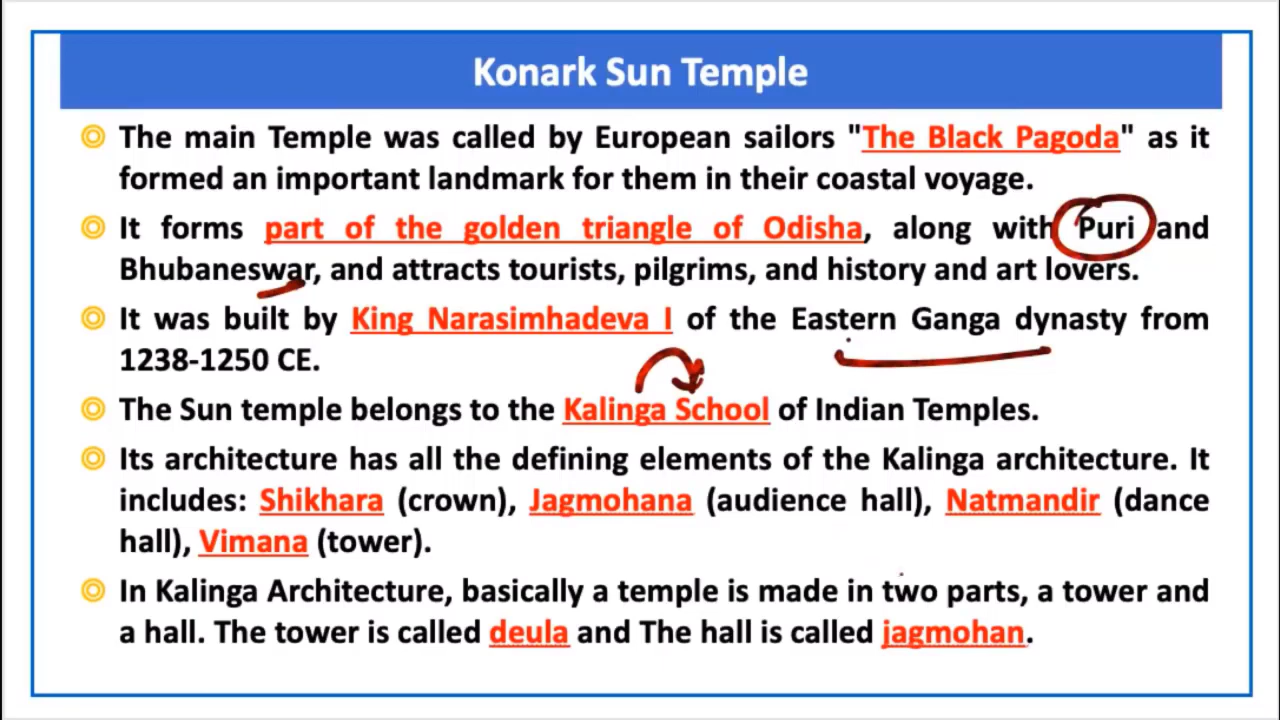 Konark Sun Temple
The main Temple was called by European sailors "The Black Pagoda" as it
formed an important landmark for them in their coastal voyage.
It forms part of the golden triangle of Odisha, along with Puri and
Bhubaneswar, and attracts tourists, pilgrims, and history and art lovers.
It was built by King Narasimhadeva I of the Eastern Ganga dynasty from
1238-1250 CE.
The Sun temple belongs to the Kalinga School of Indian Temples.
Its architecture has all the defining elements of the Kalinga architecture. It
includes: Shikhara (crown), Jagmohana (audience hall), Natmandir (dance
hall), Vimana (tower).
In Kalinga Architecture, basically a temple is made in two parts, a tower and
a hall. The tower is called deula and The hall is called jagmohan.